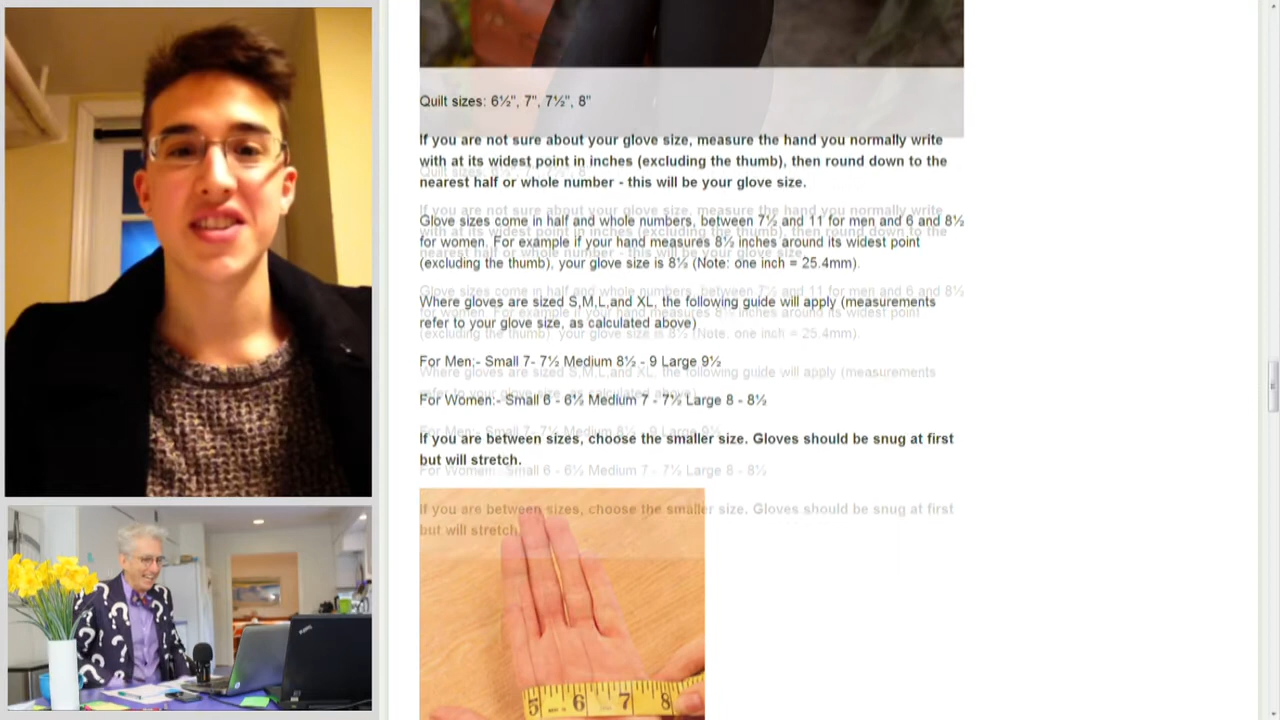 Quilt sizes: 6½", 7", 7½", 8"
If you are not sure about your glove size, measure the hand you normally write
with at its widest point in inches (excluding the thumb), then round down to the
nearest half or whole number - this will be your glove size.
Glove sizes come in half and whole numbers, between 7½ and 11 for men and 6 and 8½
for women. For example if your hand measures 8½ inches around its widest point
(excluding the thumb), your glove size is 8½ (Note: one inch = 25.4mm).
Where gloves are sized S,M,L,and XL, the following guide will apply (measurements
refer to your glove size, as calculated above)
For Men:- Small 7- 7½ Medium 8½ - 9 Large 9½
For Women:- Small 6 - 6½ Medium 7 - 7½ Large 8 - 8½
If you are between sizes, choose the smaller size. Gloves should be snug at first
but will stretch.
5 6 7 8